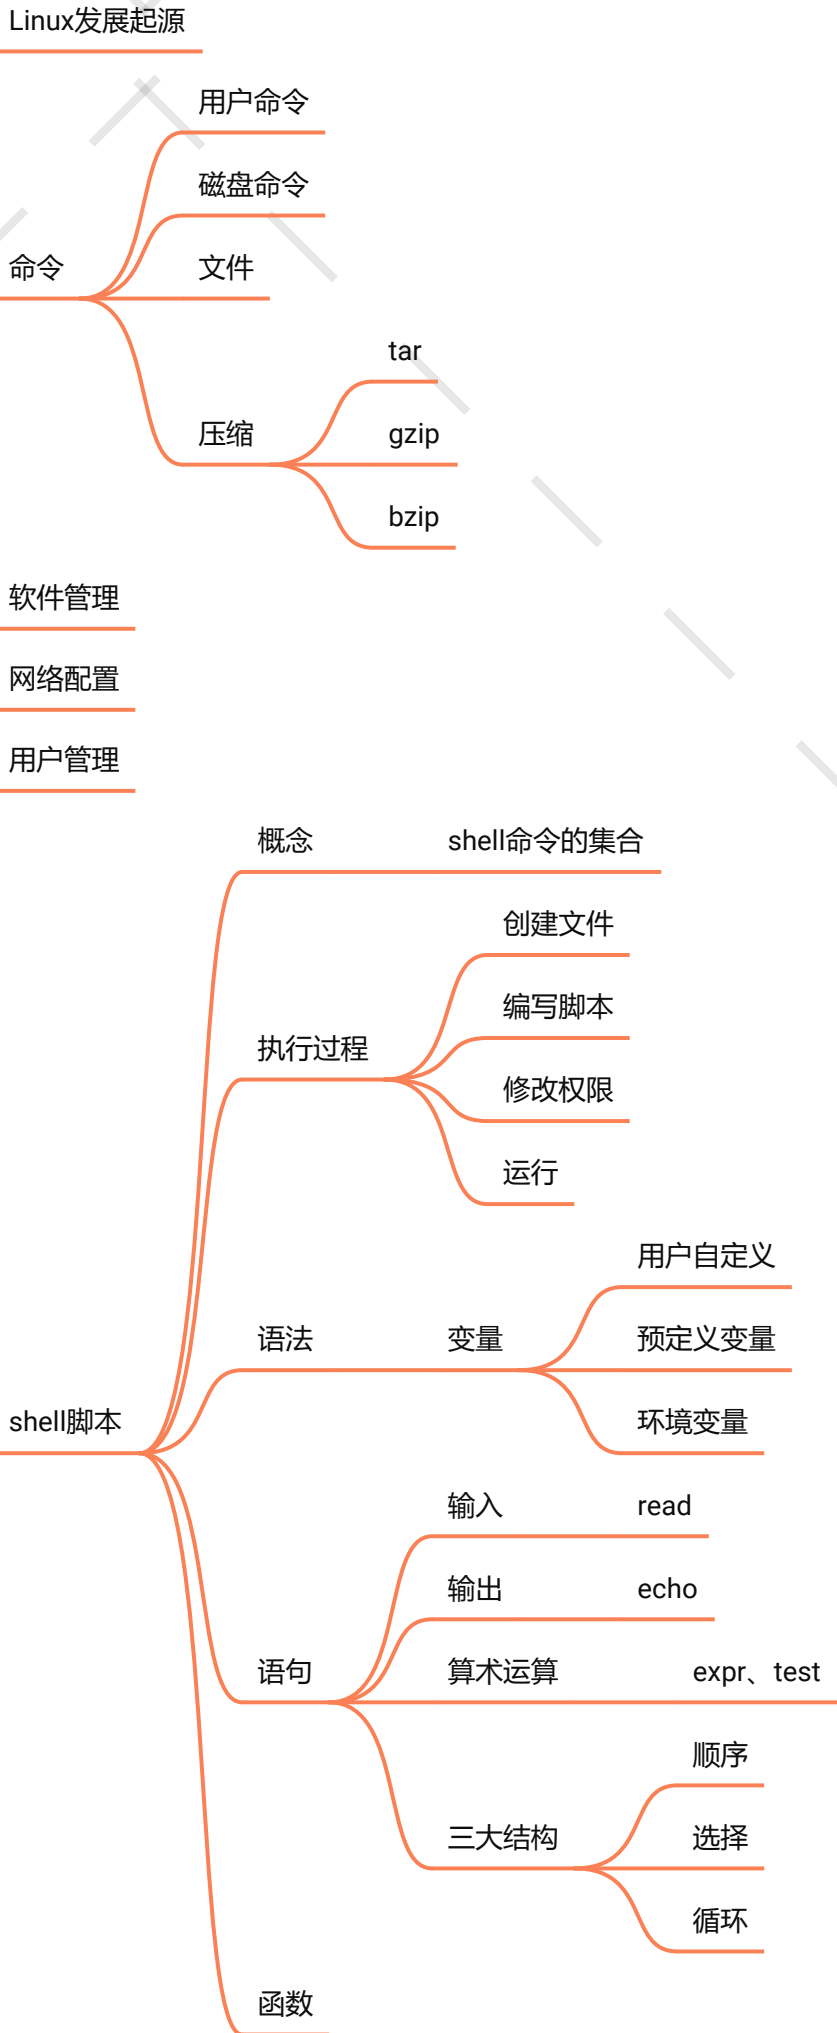 Linux发展起源
用户命令
磁盘命令
命令
文件
tar
压缩
gzip
bzip
软件管理
网络配置
用户管理
概念
shell命令的集合
创建文件
编写脚本
执行过程
修改权限
运行
用户自定义
语法
变量
预定义变量
shell脚本
环境变量
输入
read
输出
echo
语句
算术运算
expr、test
顺序
三大结构
选择
循环
函数